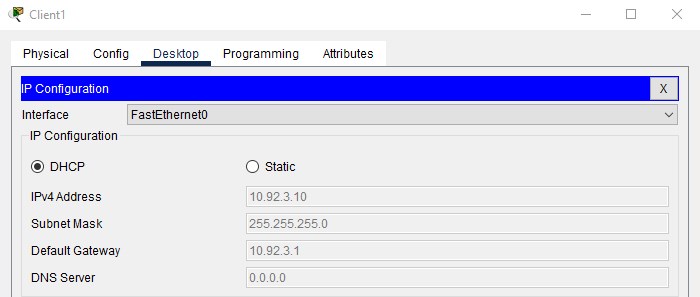 Client1
Physical Config Desktop Programming Attributes
IP Configuration X
Interface FastEthernet0
IP Configuration
DHCP Static
IPv4 Address 10.92.3.10
Subnet Mask 255.255.255.0
Default Gateway 10.92.3.1
DNS Server 0.0.0.0